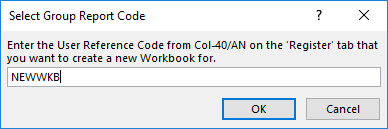 Select Group Report Code
Enter the User Reference Code from Col-40/AN on the 'Register' tab that
you want to create a new Workbook for.
NEWWKB
OK
Cancel